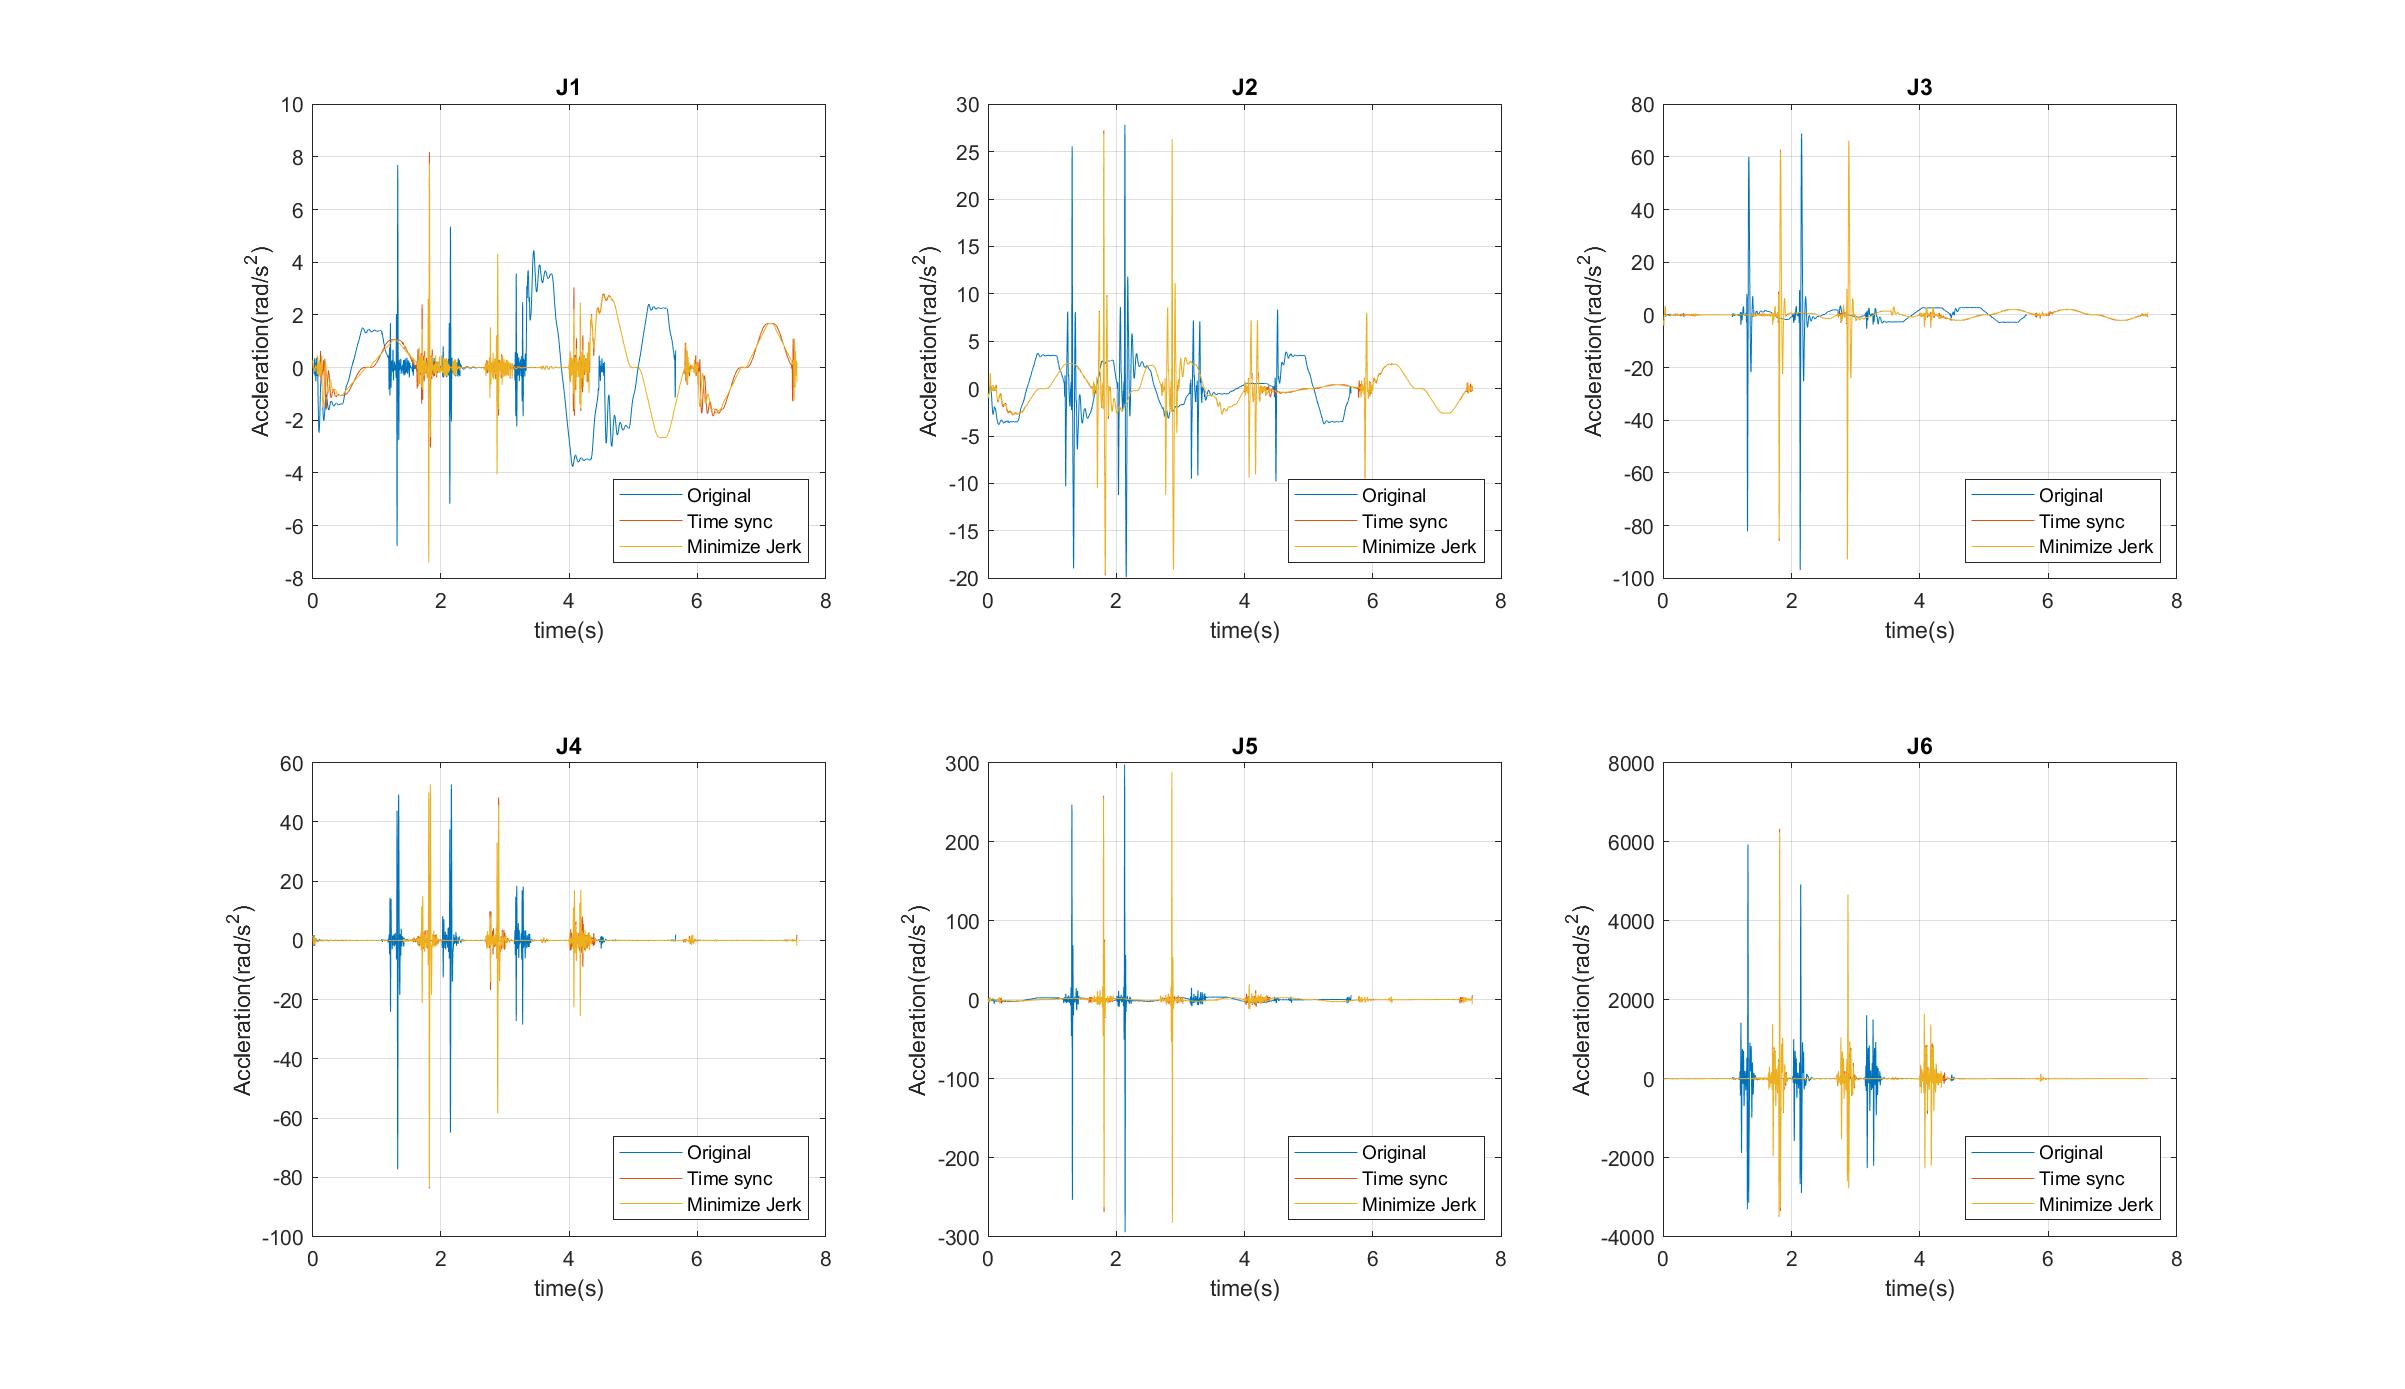 J1
10
8
6
4
2
0
-2
-4
-6
-8
Accleration(rad/s²)
0 2 4 6 8
time(s)
Original
Time sync
Minimize Jerk
J2
30
25
20
15
10
5
0
-5
-10
-15
-20
Accleration(rad/s²)
0 2 4 6 8
time(s)
Original
Time sync
Minimize Jerk
J3
80
60
40
20
0
-20
-40
-60
-80
-100
Accleration(rad/s²)
0 2 4 6 8
time(s)
Original
Time sync
Minimize Jerk
J4
60
40
20
0
-20
-40
-60
-80
-100
Accleration(rad/s²)
0 2 4 6 8
time(s)
Original
Time sync
Minimize Jerk
J5
300
200
100
0
-100
-200
-300
Accleration(rad/s²)
0 2 4 6 8
time(s)
Original
Time sync
Minimize Jerk
J6
8000
6000
4000
2000
0
-2000
-4000
Accleration(rad/s²)
0 2 4 6 8
time(s)
Original
Time sync
Minimize Jerk